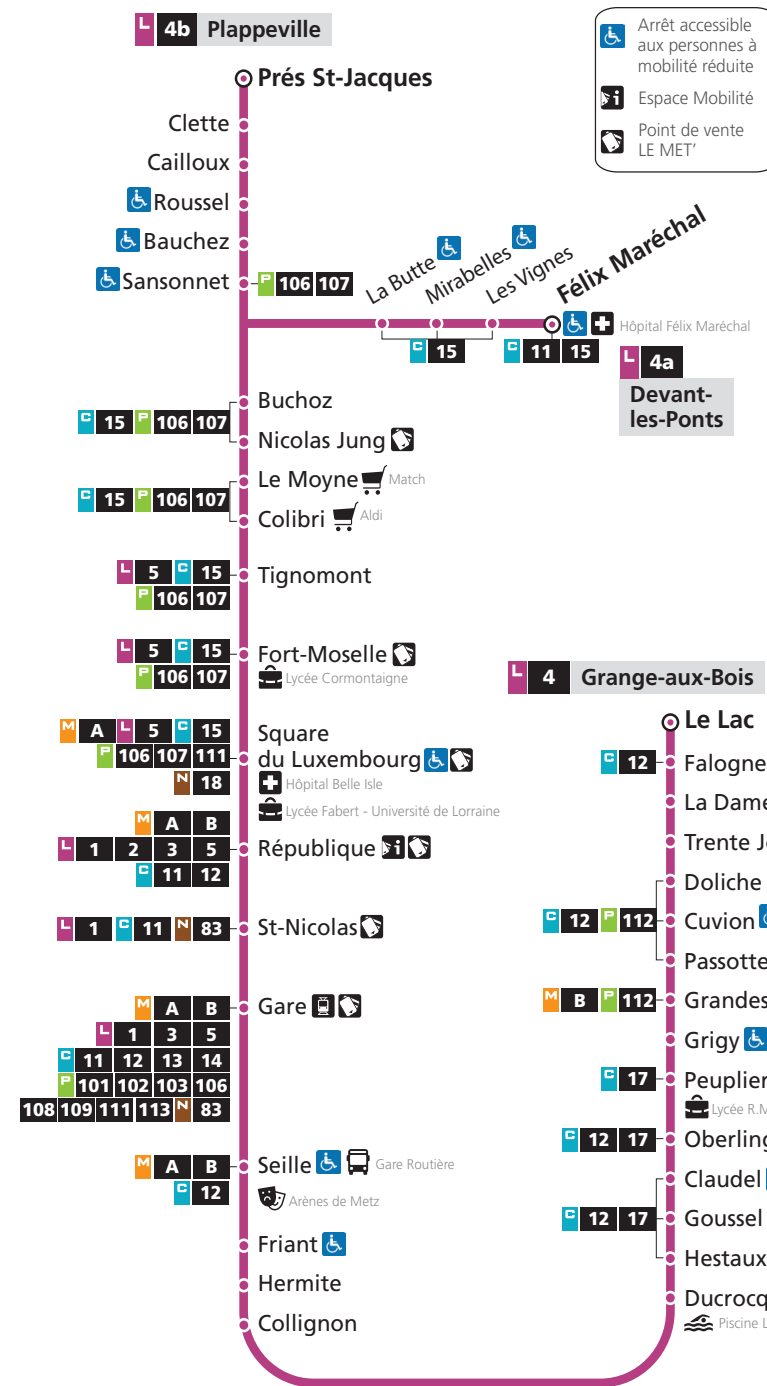 L 4b Plappeville
Arrêt accessible
aux personnes à
mobilité réduite
Espace Mobilité
Point de vente
LE MET'
Prés St-Jacques
Clette
Cailloux
Roussel
Bauchez
Sansonnet
P 106 107
La Butte
Mirabelles
Les Vignes
Félix Maréchal
Hôpital Félix Maréchal
C 15
C 11 15
L 4a
Devant-
les-Ponts
Buchoz
C 15 P 106 107
Nicolas Jung
Le Moyne Match
C 15 P 106 107
Colibri Aldi
L 5 C 15
P 106 107
Tignomont
L 5 C 15
P 106 107
Fort-Moselle
Lycée Cormontaigne
M A L 5 C 15
P 106 107 111
N 18
Square
du Luxembourg
Hôpital Belle Isle
Lycée Fabert - Université de Lorraine
M A B
L 1 2 3 5
C 11 12
République
L 1 C 11 N 83
St-Nicolas
M A B
L 1 3 5
C 11 12 13 14
P 101 102 103 106
108 109 111 113 N 83
Gare
M A B
C 12
Seille Gare Routière
Arènes de Metz
Friant
Hermite
Collignon
L 4 Grange-aux-Bois
Le Lac
C 12 Falogne
La Dame
Trente J
Doliche
C 12 P 112 Cuvion
Passotte
M B P 112 Grandes
Grigy
C 17 Peuplier
Lycée R.M
C 12 17 Oberling
Claudel
C 12 17 Goussel
Hestaux
Ducrocq
Piscine L